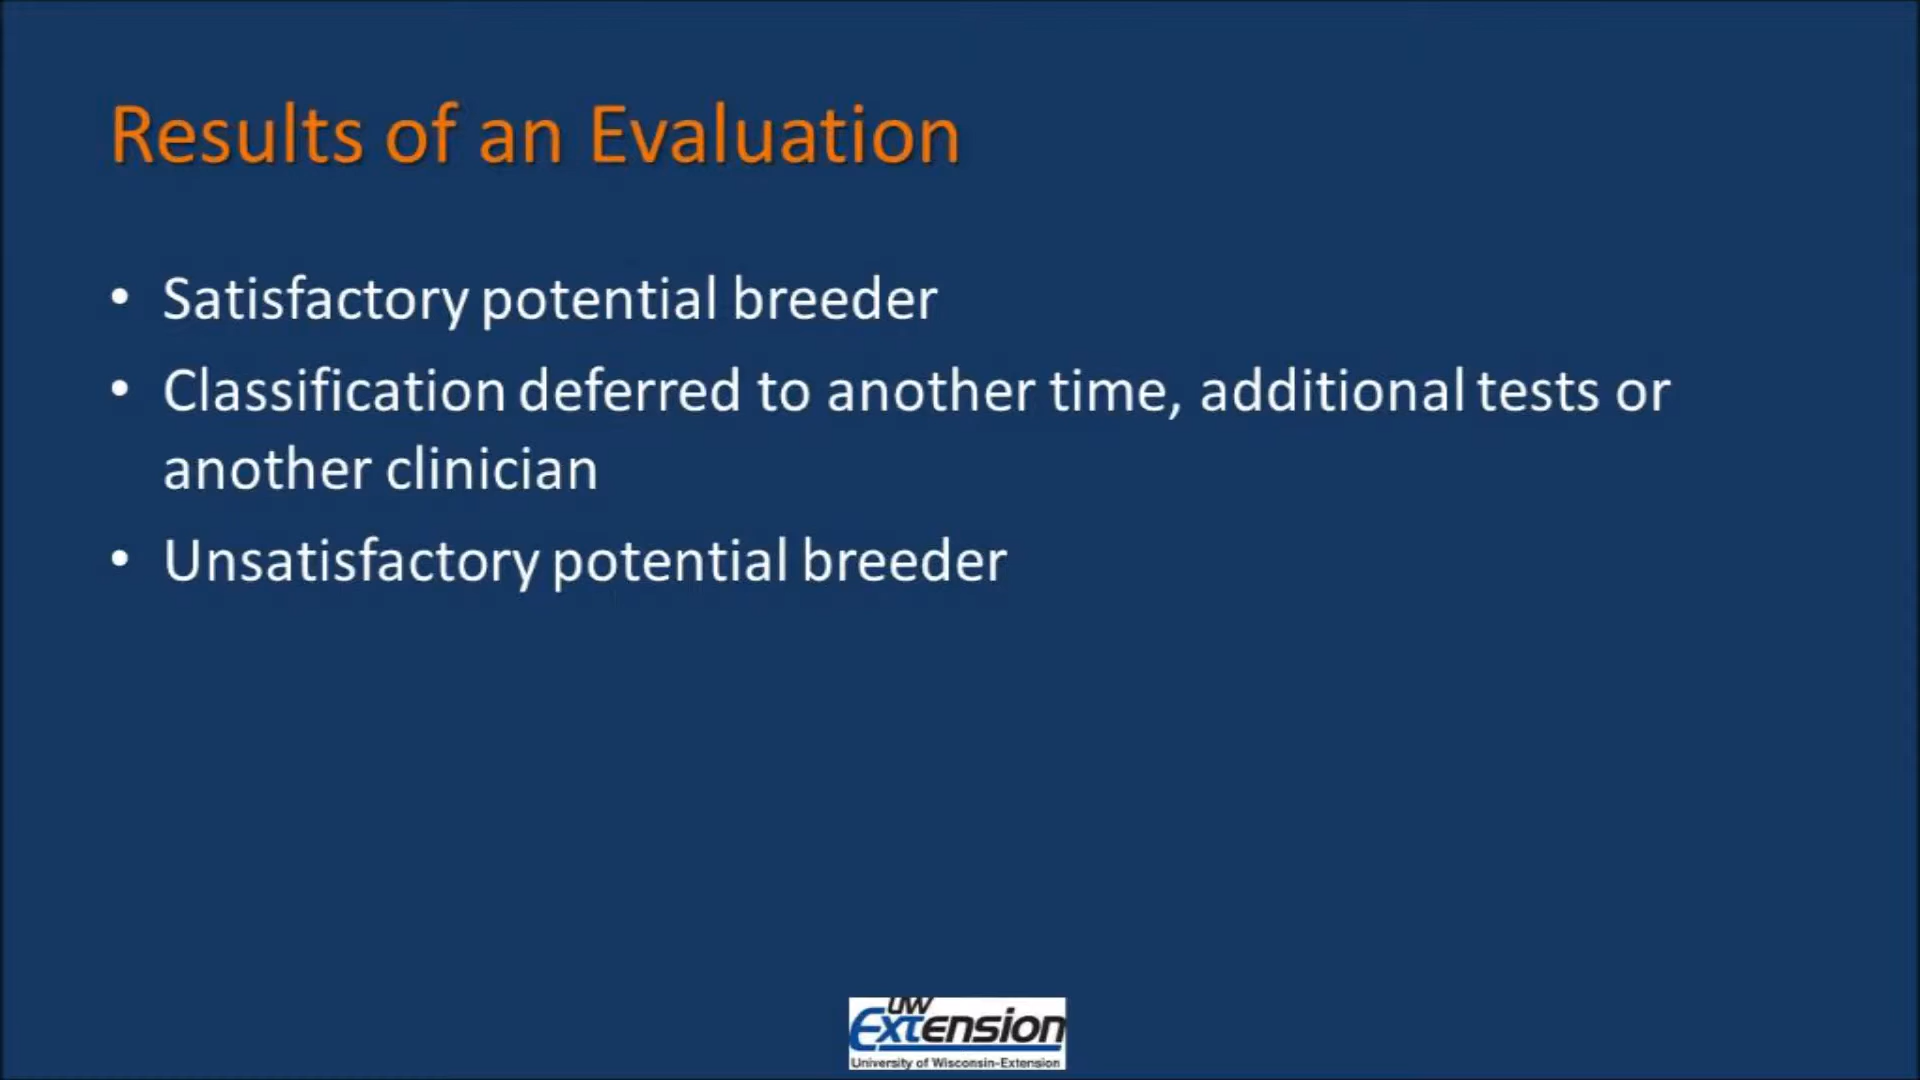 Results of an Evaluation
• Satisfactory potential breeder
• Classification deferred to another time, additional tests or
another clinician
• Unsatisfactory potential breeder
UW
Extension
University of Wisconsin-Extension